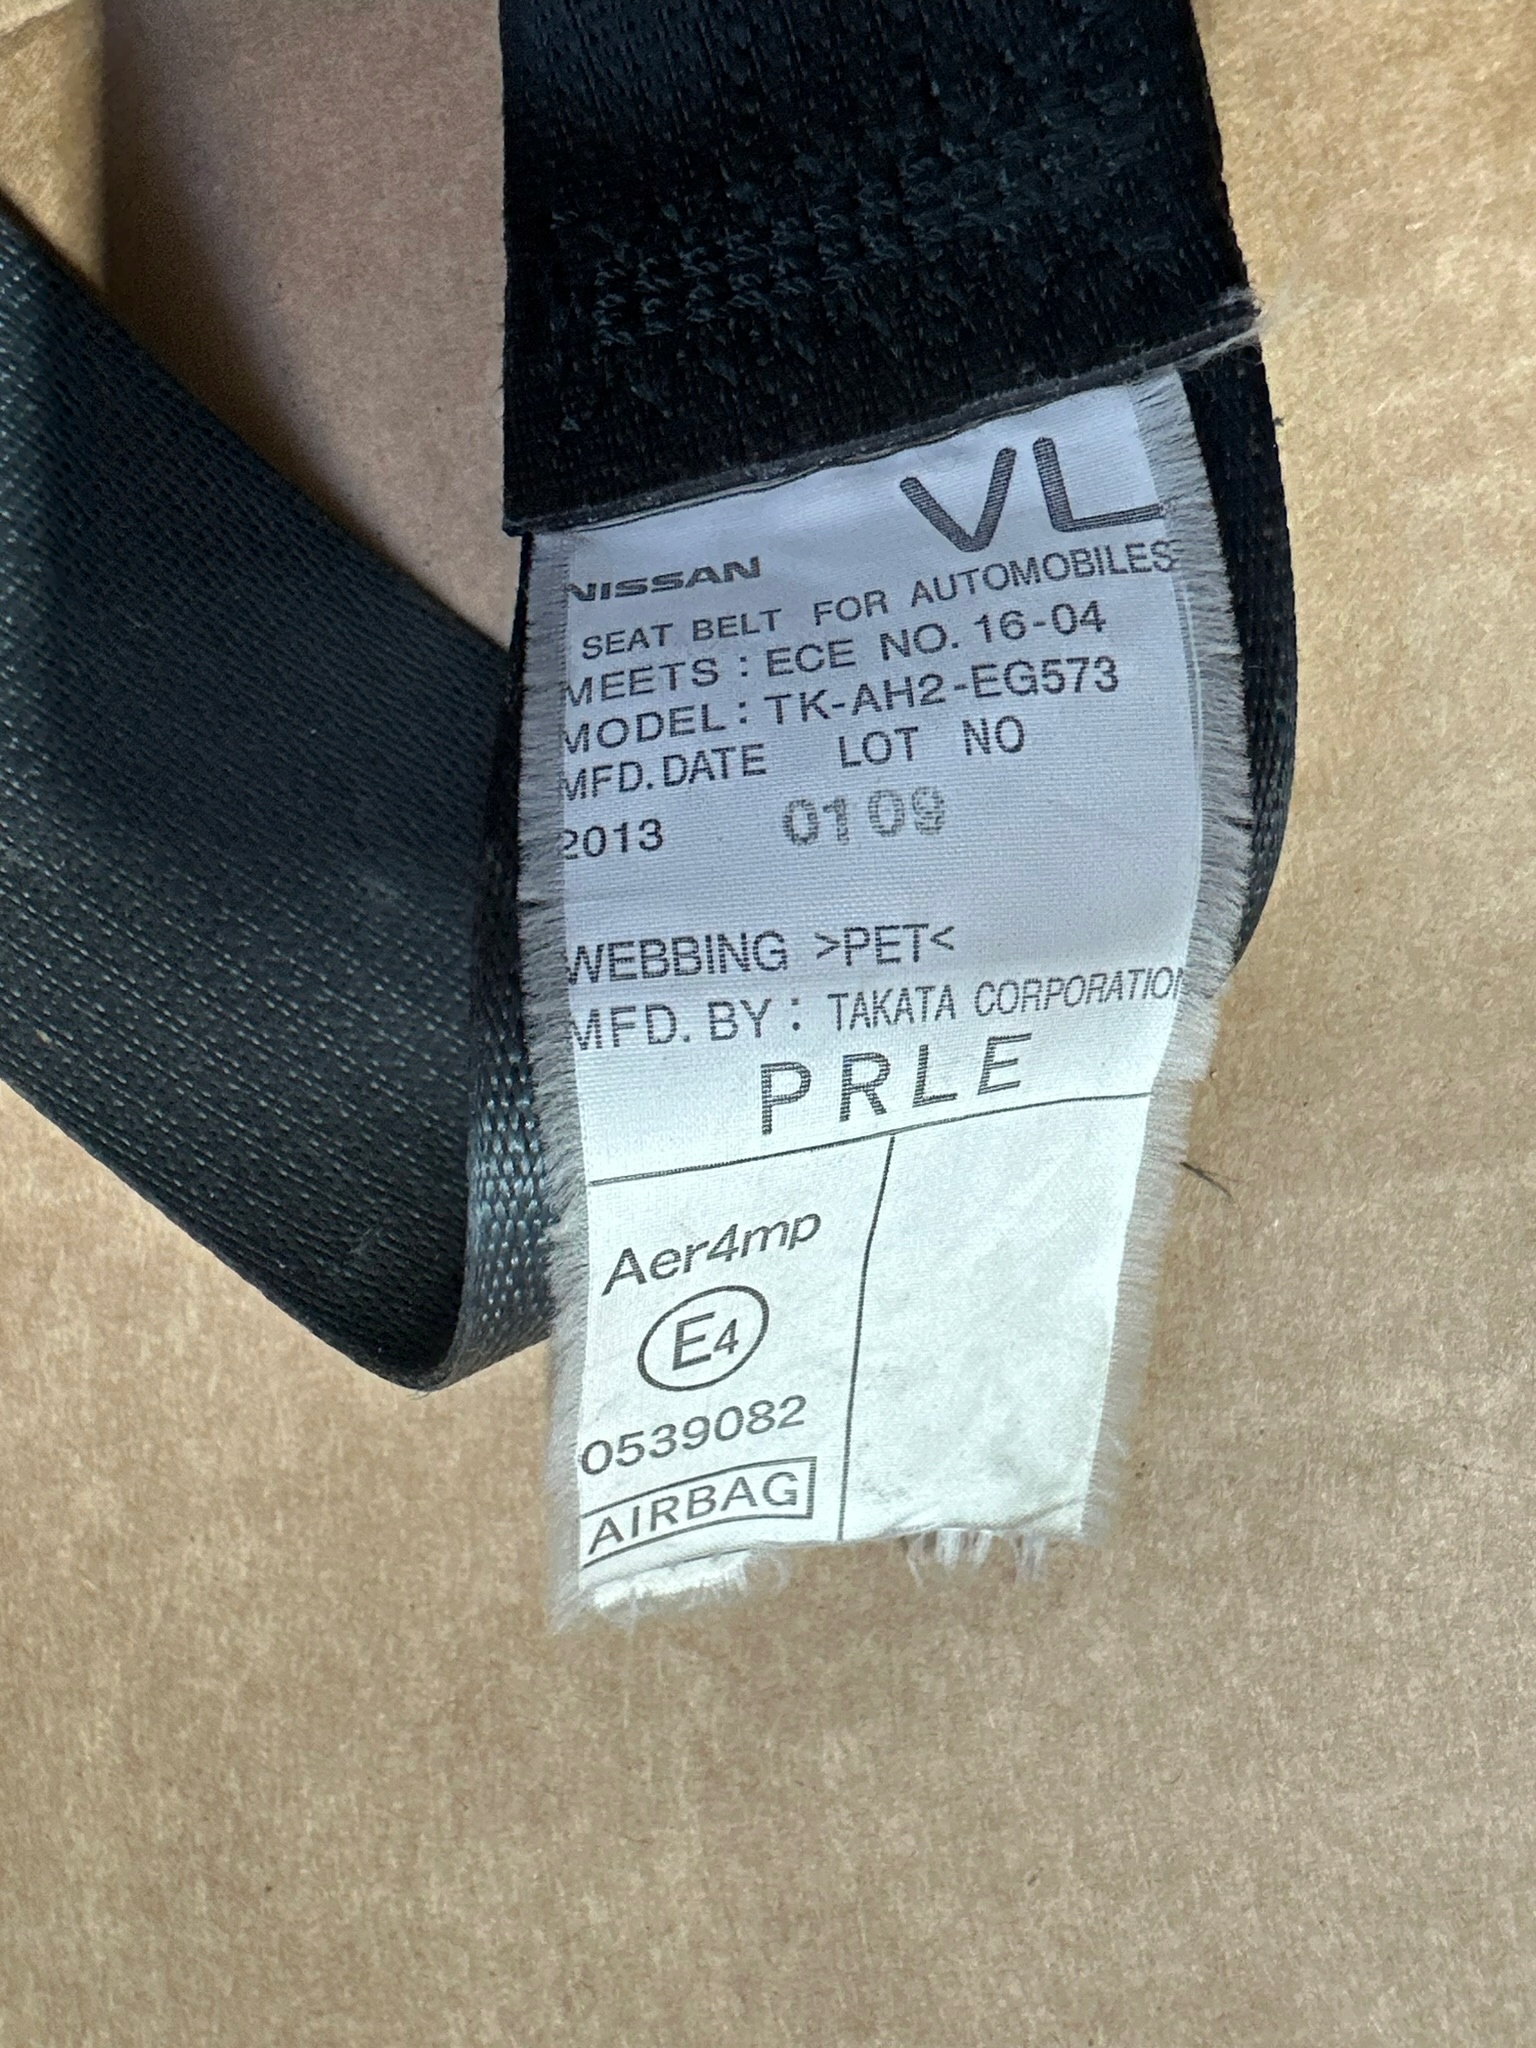 VL
NISSAN
SEAT BELT FOR AUTOMOBILES
MEETS : ECE NO. 16-04
MODEL : TK-AH2-EG573
MFD. DATE LOT NO
2013 0109
WEBBING >PET<
MFD. BY : TAKATA CORPORATION
PRLE
Aer4mp
E4
0539082
AIRBAG